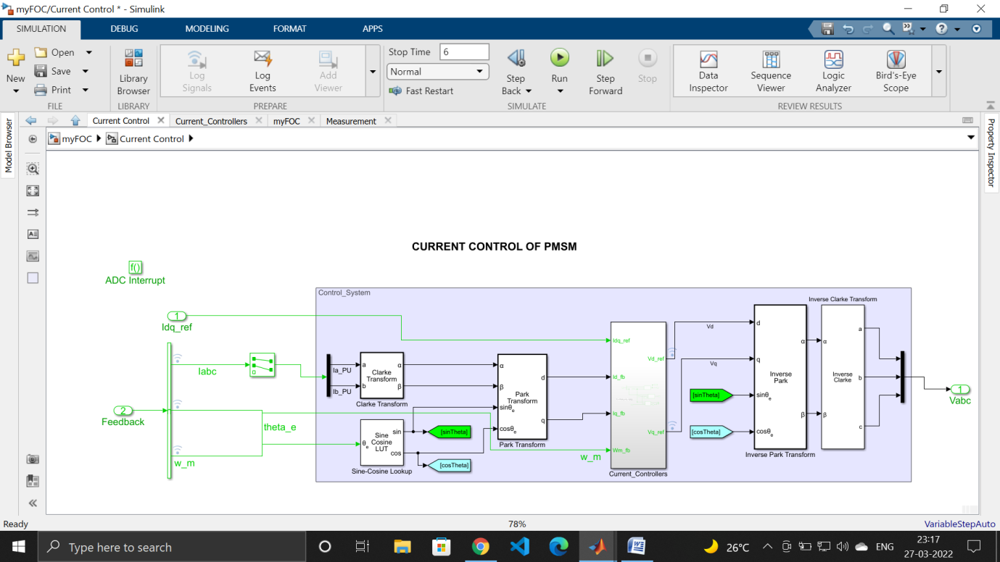 myFOC/Current Control * - Simulink
SIMULATION
DEBUG
MODELING
FORMAT
APPS
New
Open
Save
Print
FILE
Library
Browser
LIBRARY
Log
Signals
Log
Events
Add
Viewer
PREPARE
Stop Time 6
Normal
Fast Restart
Step
Back
Run
Step
Forward
Stop
SIMULATE
Data
Inspector
Sequence
Viewer
Logic
Analyzer
Bird's-Eye
Scope
REVIEW RESULTS
Model Browser
Property Inspector
Current Control
Current_Controllers
myFOC
Measurement
myFOC
Current Control
CURRENT CONTROL OF PMSM
f()
ADC Interrupt
Control_System
1
Idq_ref
Iabc
2
Feedback
theta_e
w_m
Ia_PU
Ib_PU
a
b
Clarke
Transform
α
β
Clarke Transform
θe
Sine
Cosine
LUT
sin
cos
Sine-Cosine Lookup
[sinTheta]
[cosTheta]
α
β
sinθe
cosθe
Park
Transform
d
q
Park Transform
w_m
Idq_ref
Id_fb
Iq_fb
Wm_fb
Vd_ref
Vq_ref
Current_Controllers
Vd
Vq
[sinTheta]
[cosTheta]
d
q
sinθe
cosθe
Inverse
Park
α
β
Inverse Park Transform
Inverse Clarke Transform
α
β
Inverse
Clarke
a
b
c
1
Vabc
Ready
78%
VariableStepAuto
Type here to search
26°C
ENG
23:17
27-03-2022